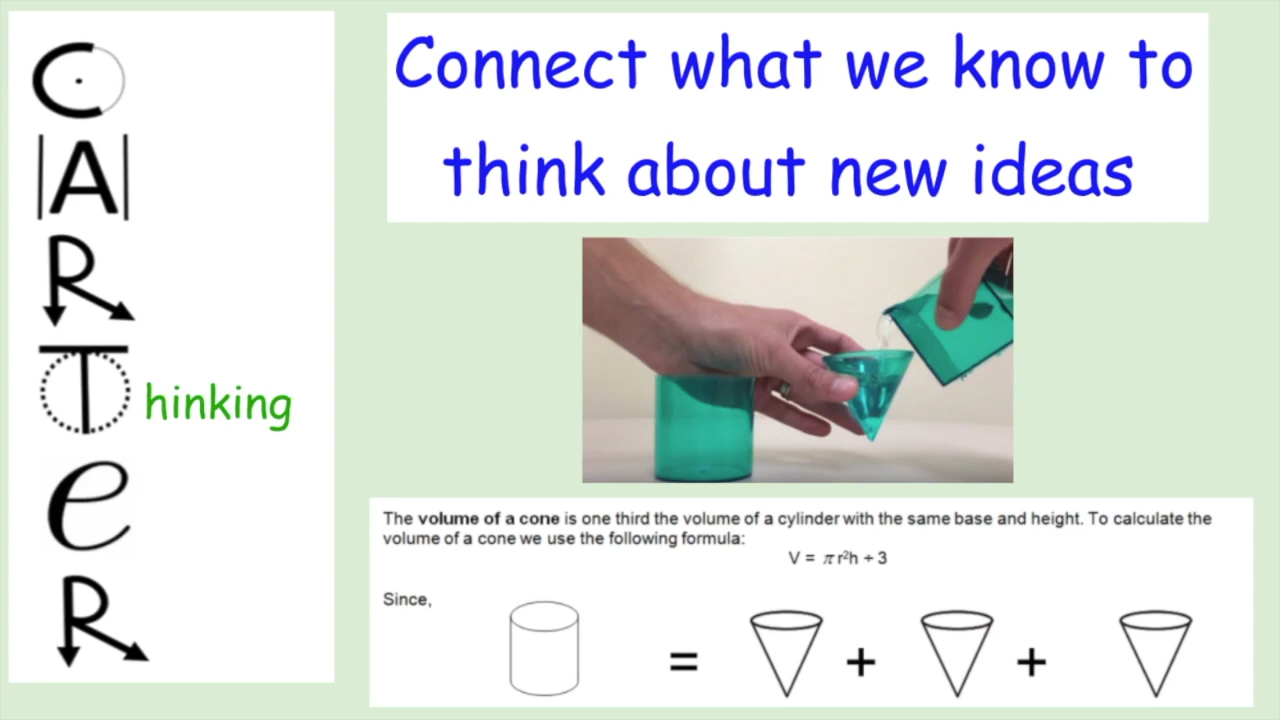 C
|A|
R
Thinking
e
R
Connect what we know to
think about new ideas
The volume of a cone is one third the volume of a cylinder with the same base and height. To calculate the
volume of a cone we use the following formula:
V = πr²h ÷ 3
Since,
= + +